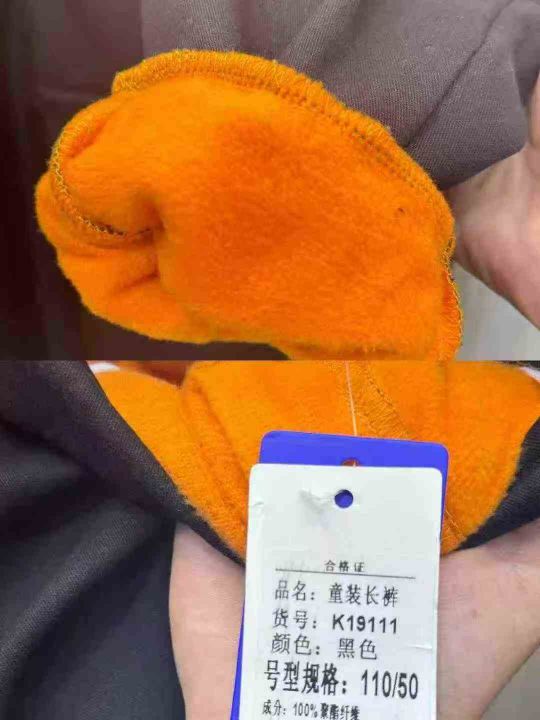 合格证
品名：童装长裤
货号：K19111
颜色：黑色
号型规格：110/50
成分：100%聚酯纤维